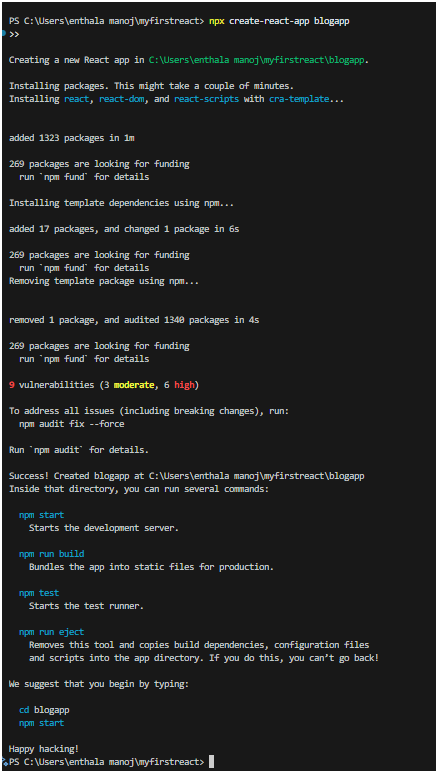 PS C:\Users\enthala manoj\myfirstreact> npx create-react-app blogapp
>>
Creating a new React app in C:\Users\enthala manoj\myfirstreact\blogapp.
Installing packages. This might take a couple of minutes.
Installing react, react-dom, and react-scripts with cra-template...
added 1323 packages in 1m
269 packages are looking for funding
  run `npm fund` for details
Installing template dependencies using npm...
added 17 packages, and changed 1 package in 6s
269 packages are looking for funding
  run `npm fund` for details
Removing template package using npm...
removed 1 package, and audited 1340 packages in 4s
269 packages are looking for funding
  run `npm fund` for details
9 vulnerabilities (3 moderate, 6 high)
To address all issues (including breaking changes), run:
  npm audit fix --force
Run `npm audit` for details.
Success! Created blogapp at C:\Users\enthala manoj\myfirstreact\blogapp
Inside that directory, you can run several commands:
  npm start
    Starts the development server.
  npm run build
    Bundles the app into static files for production.
  npm test
    Starts the test runner.
  npm run eject
    Removes this tool and copies build dependencies, configuration files
    and scripts into the app directory. If you do this, you can’t go back!
We suggest that you begin by typing:
  cd blogapp
  npm start
Happy hacking!
PS C:\Users\enthala manoj\myfirstreact>